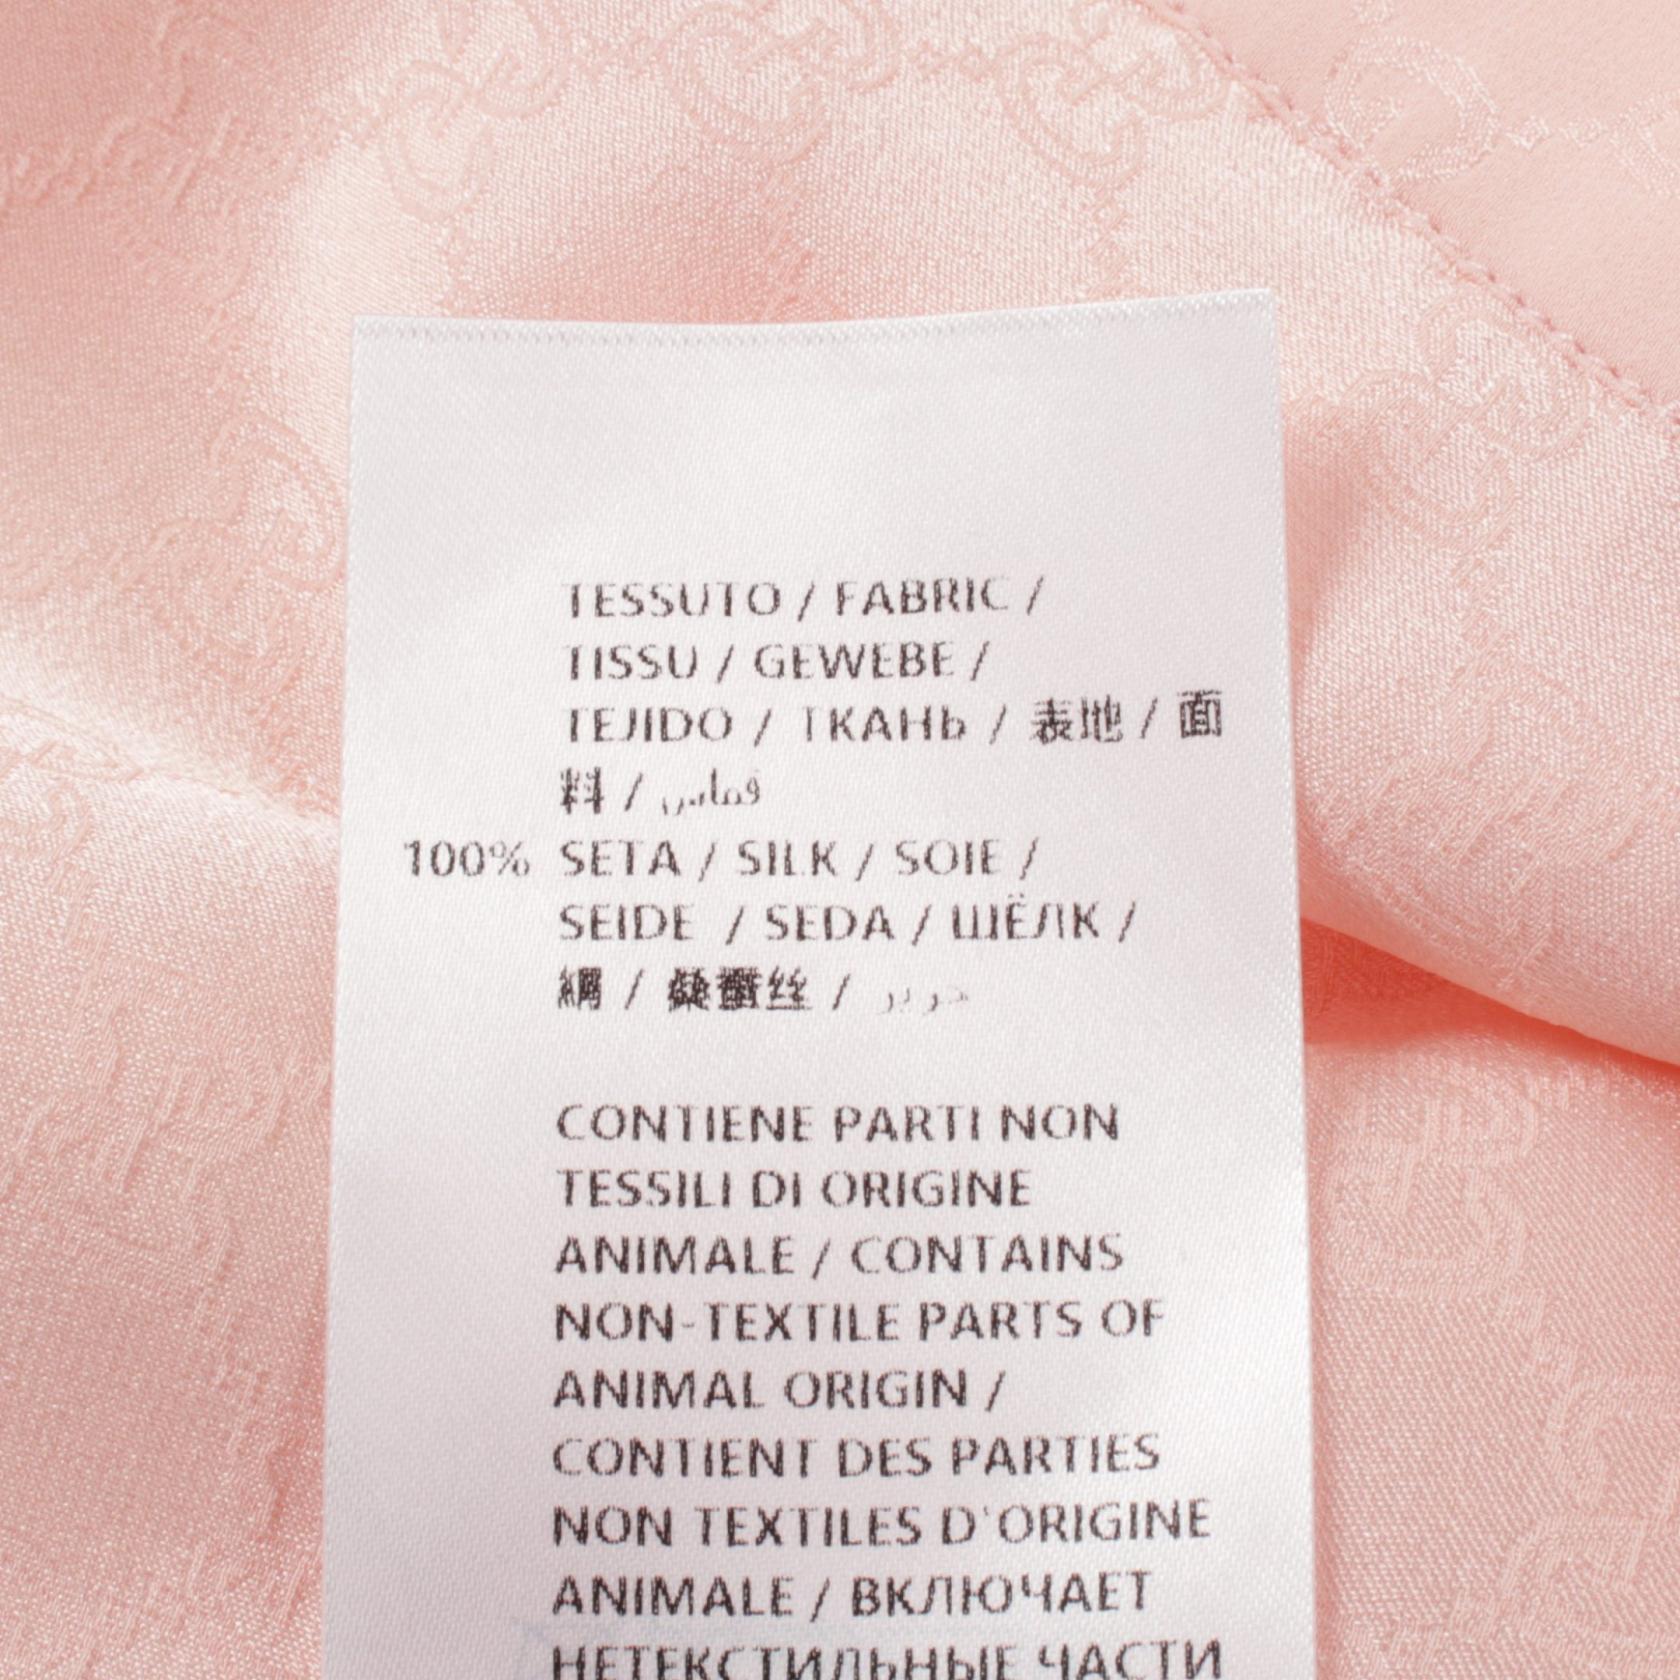 TESSUTO / FABRIC /
TISSU / GEWEBE /
TEJIDO / ТКАНЬ / 表地 / 面
料 / قماش
100% SETA / SILK / SOIE /
SEIDE / SEDA / ШЁЛК /
絹 / 桑蚕丝 / حرير
CONTIENE PARTI NON
TESSILI DI ORIGINE
ANIMALE / CONTAINS
NON-TEXTILE PARTS OF
ANIMAL ORIGIN /
CONTIENT DES PARTIES
NON TEXTILES D'ORIGINE
ANIMALE / ВКЛЮЧАЕТ
НЕТЕКСТИЛЬНЫЕ ЧАСТИ